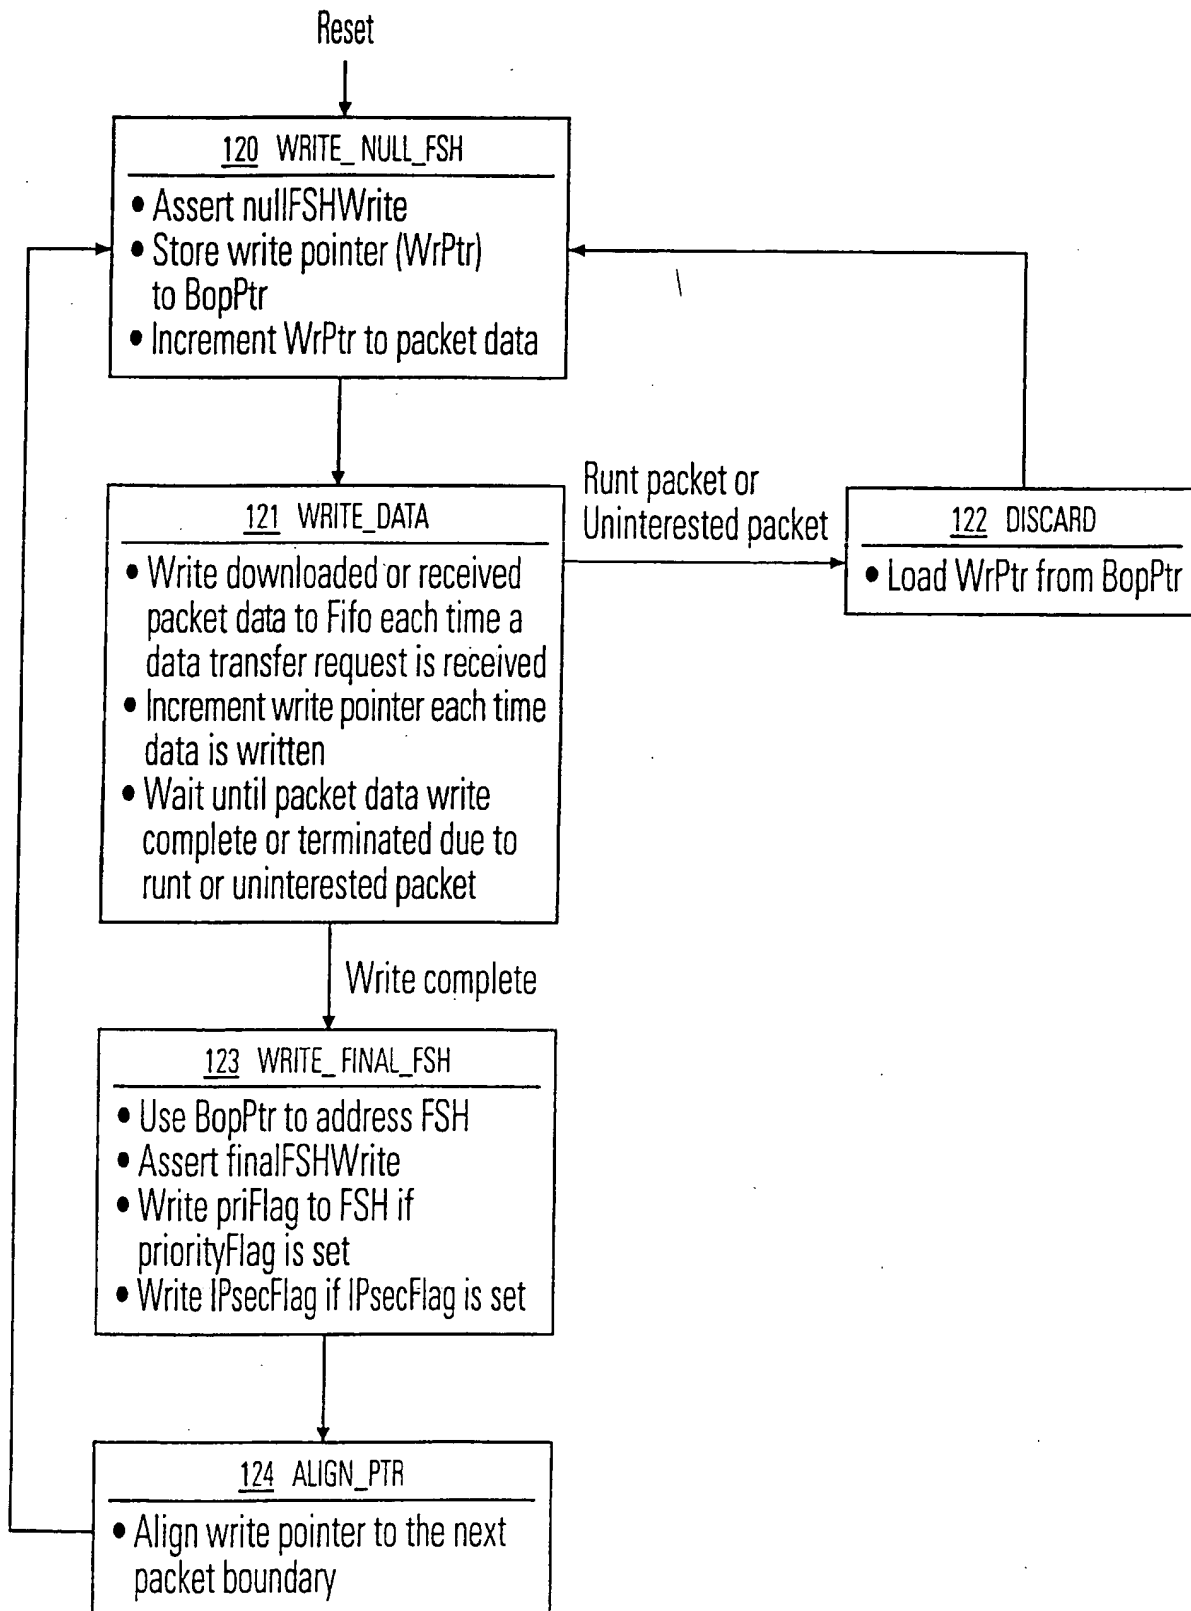 Reset
120 WRITE_NULL_FSH
• Assert nullFSHWrite
• Store write pointer (WrPtr)
to BopPtr
• Increment WrPtr to packet data
121 WRITE_DATA
• Write downloaded or received
packet data to Fifo each time a
data transfer request is received
• Increment write pointer each time
data is written
• Wait until packet data write
complete or terminated due to
runt or uninterested packet
Runt packet or
Uninterested packet
122 DISCARD
• Load WrPtr from BopPtr
Write complete
123 WRITE_FINAL_FSH
• Use BopPtr to address FSH
• Assert finalFSHWrite
• Write priFlag to FSH if
priorityFlag is set
• Write IPsecFlag if IPsecFlag is set
124 ALIGN_PTR
• Align write pointer to the next
packet boundary